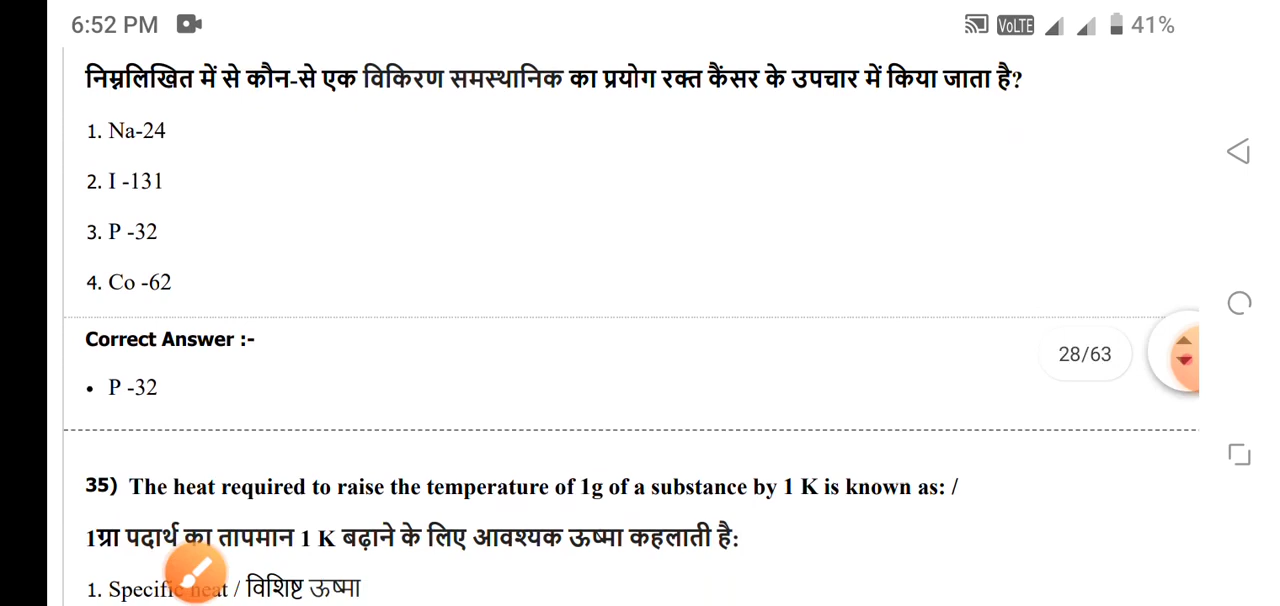 6:52 PM VoLTE 41%
निम्नलिखित में से कौन-से एक विकिरण समस्थानिक का प्रयोग रक्त कैंसर के उपचार में किया जाता है?
1. Na-24
2. I -131
3. P -32
4. Co -62
Correct Answer :-
28/63
• P -32
35) The heat required to raise the temperature of 1g of a substance by 1 K is known as: /
1ग्रा पदार्थ का तापमान 1 K बढ़ाने के लिए आवश्यक ऊष्मा कहलाती है:
1. Specific heat / विशिष्ट ऊष्मा